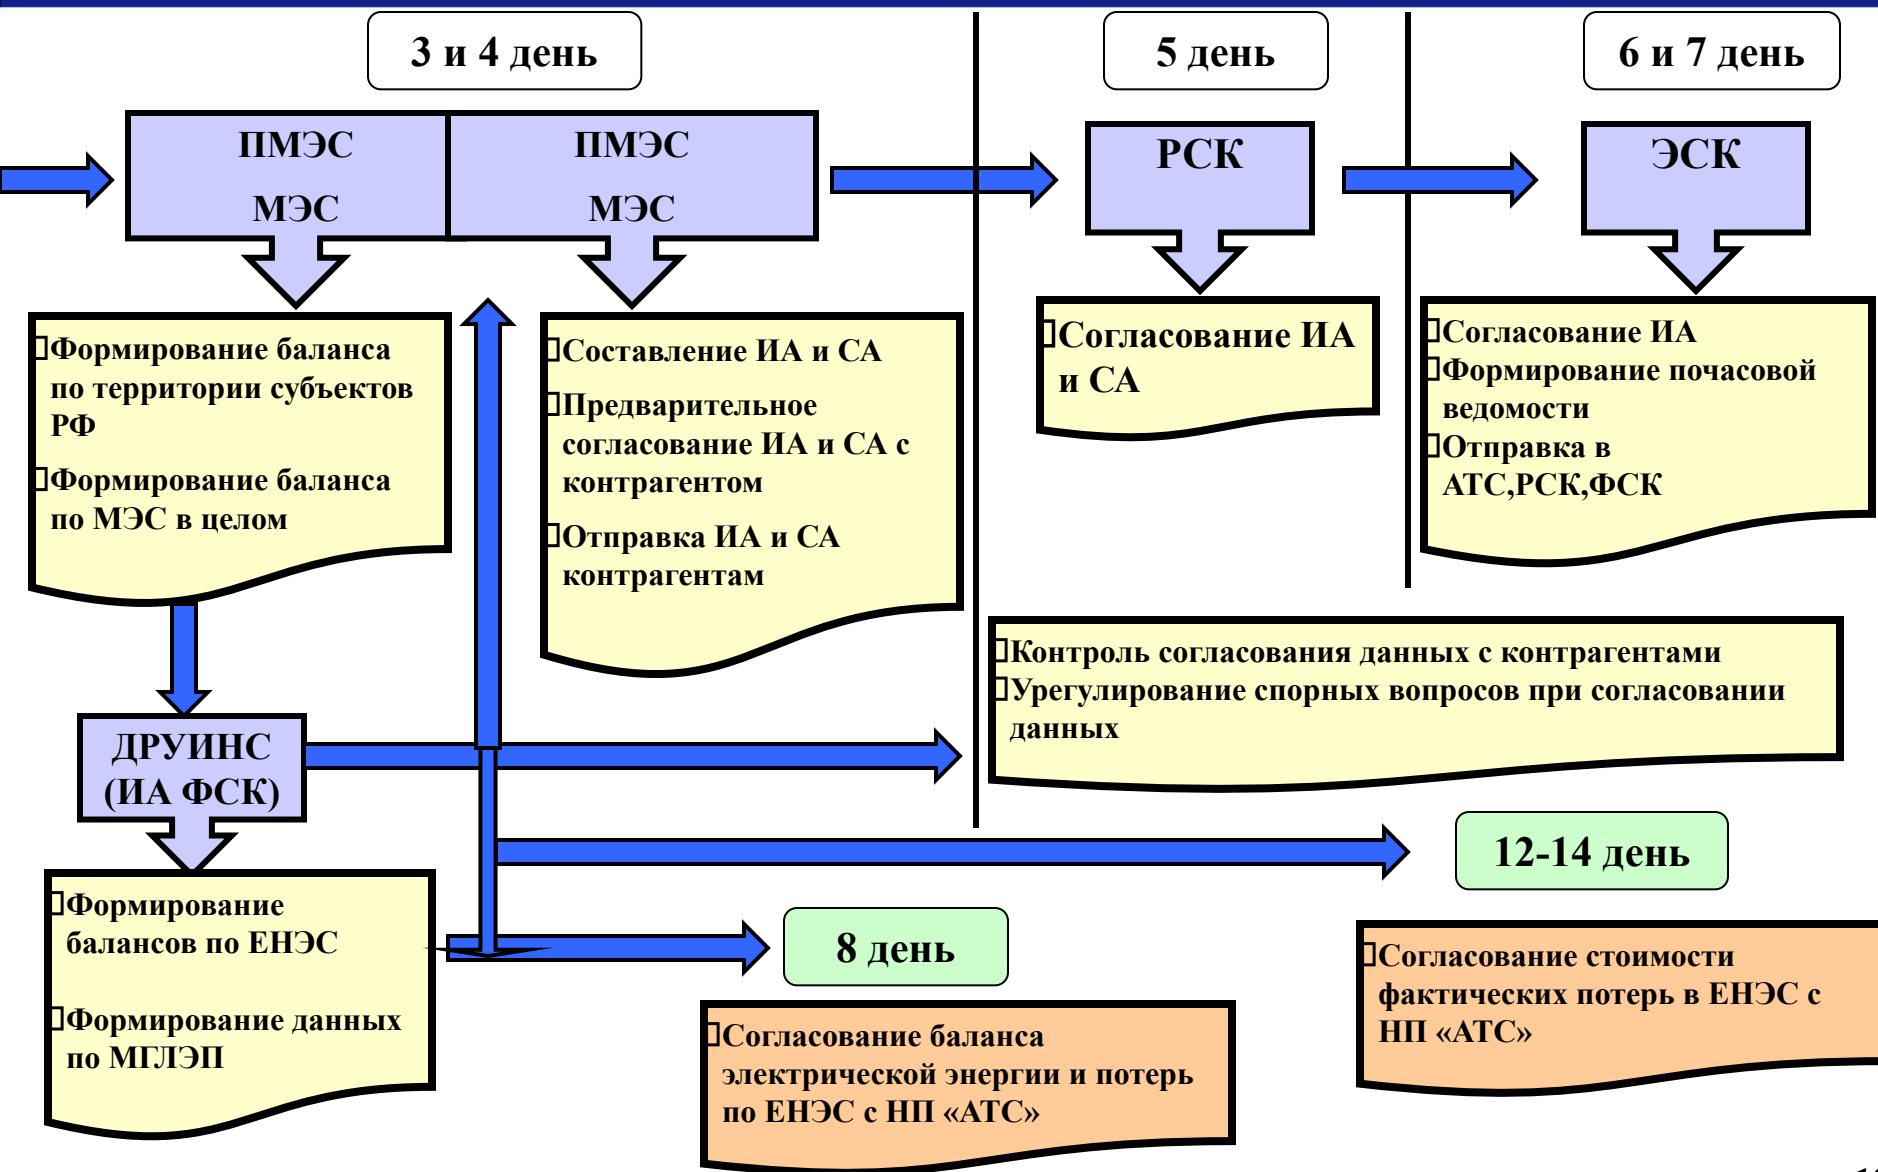 3 и 4 день
5 день
6 и 7 день
ПМЭС
МЭС
ПМЭС
МЭС
РСК
ЭСК
Формирование баланса
по территории субъектов
РФ
Формирование баланса
по МЭС в целом
Составление ИА и СА
Предварительное
согласование ИА и СА с
контрагентом
Отправка ИА и СА
контрагентам
Согласование ИА
и СА
Согласование ИА
Формирование почасовой
ведомости
Отправка в
АТС,РСК,ФСК
Контроль согласования данных с контрагентами
Урегулирование спорных вопросов при согласовании
данных
ДРУИНС
(ИА ФСК)
Формирование
балансов по ЕНЭС
Формирование данных
по МГЛЭП
8 день
Согласование баланса
электрической энергии и потерь
по ЕНЭС с НП «АТС»
12-14 день
Согласование стоимости
фактических потерь в ЕНЭС с
НП «АТС»